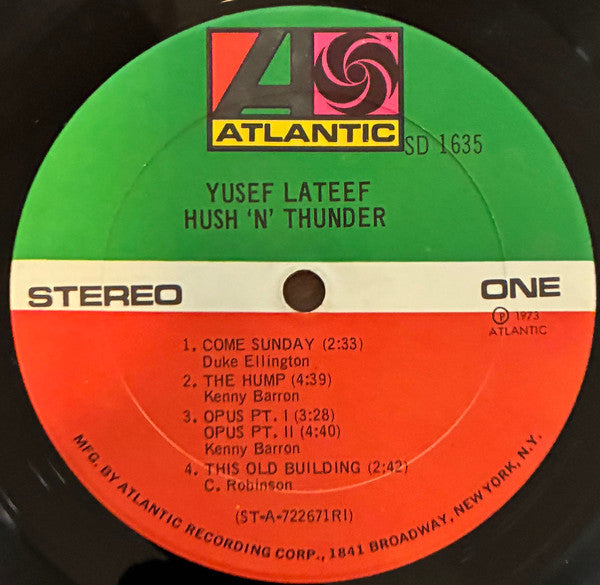 ATLANTIC
SD 1635
YUSEF LATEEF
HUSH 'N' THUNDER
STEREO
ONE
℗ 1973
ATLANTIC
1. COME SUNDAY (2:33)
Duke Ellington
2. THE HUMP (4:39)
Kenny Barron
3. OPUS PT. I (3:28)
OPUS PT. II (4:40)
Kenny Barron
4. THIS OLD BUILDING (2:42)
C. Robinson
(ST-A-722671RI)
MFG. BY ATLANTIC RECORDING CORP., 1841 BROADWAY, NEW YORK, N.Y.